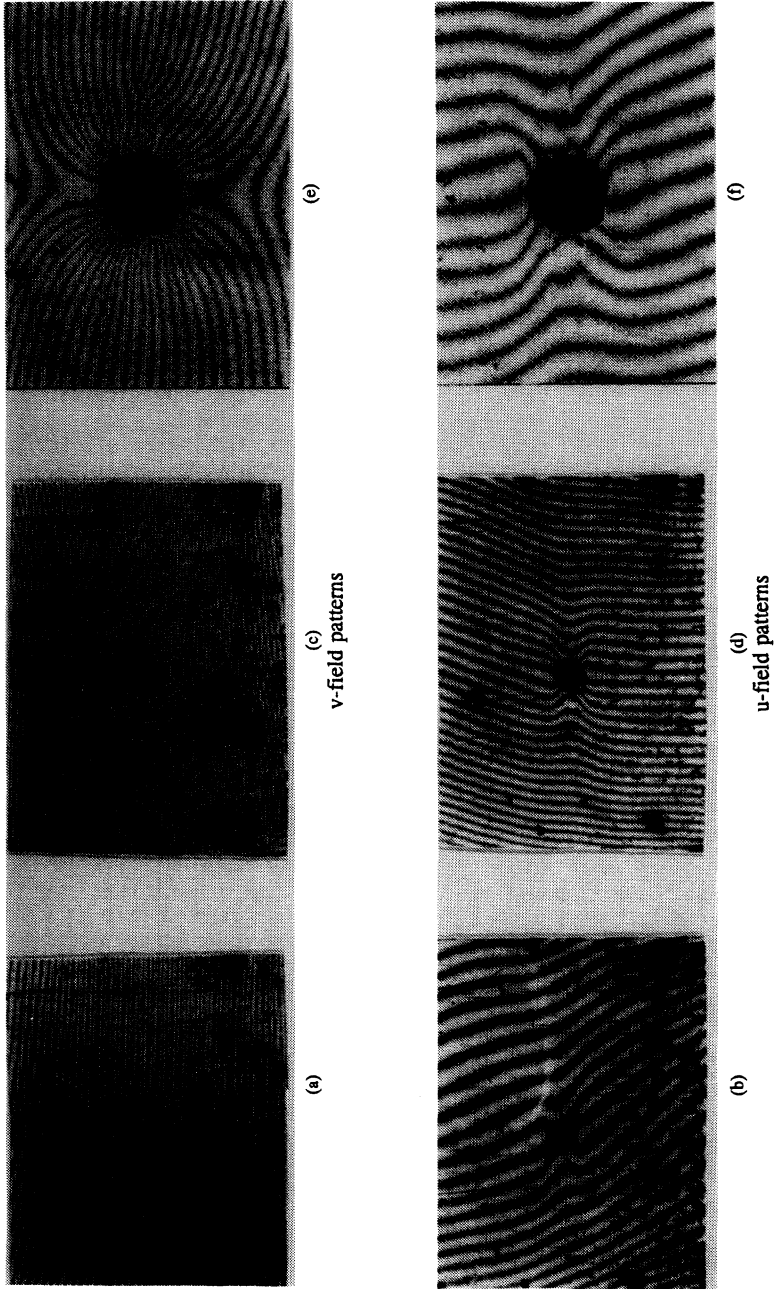 (a)
(c)
(e)
v-field patterns
(b)
(d)
(f)
u-field patterns